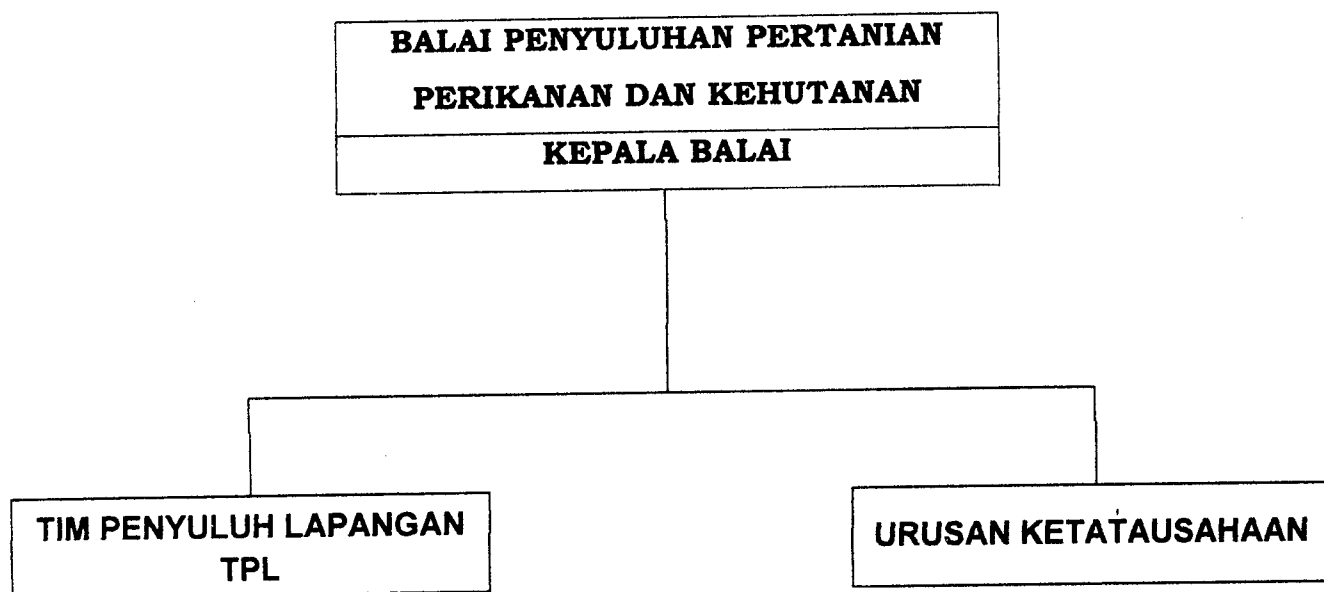 BALAI PENYULUHAN PERTANIAN
PERIKANAN DAN KEHUTANAN
KEPALA BALAI
TIM PENYULUH LAPANGAN
TPL
URUSAN KETATAUSAHAAN